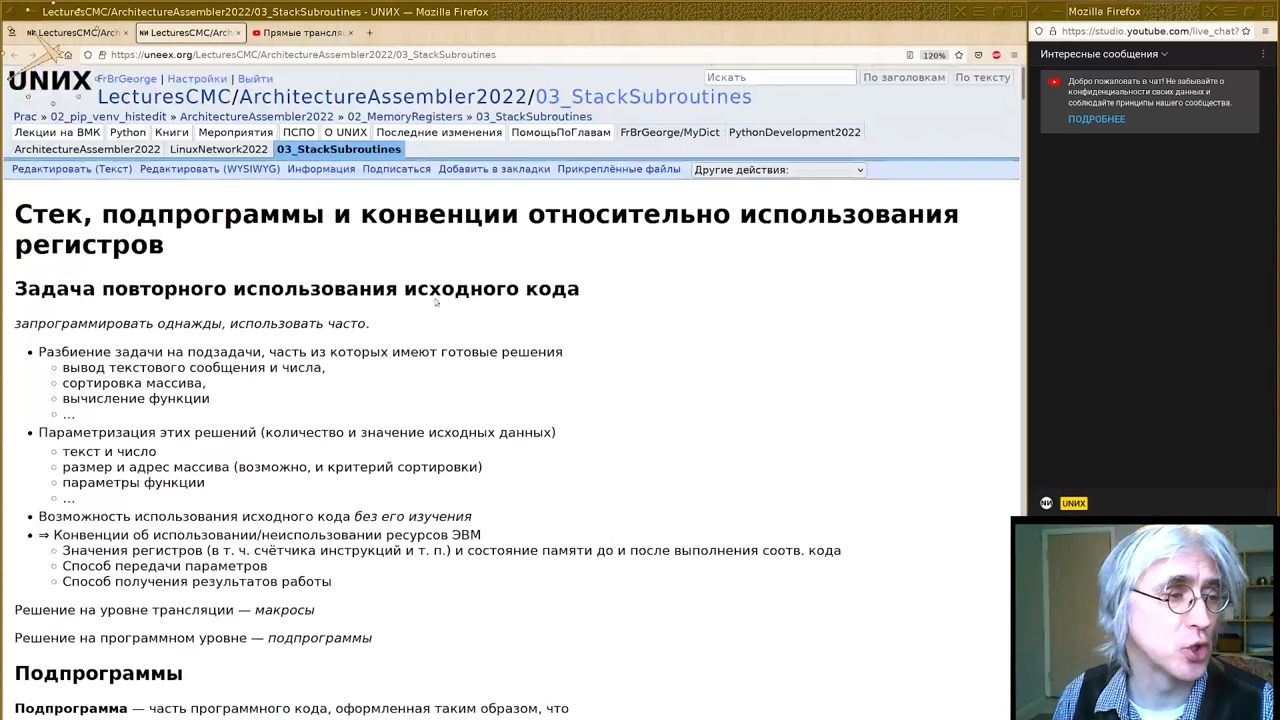 LecturesCMC/ArchitectureAssembler2022/03_StackSubroutines - UNИX — Mozilla Firefox
Mozilla Firefox
LecturesCMC/Arch
LecturesCMC/Arch
Прямые трансляц
https://studio.youtube.com/live_chat?
https://uneex.org/LecturesCMC/ArchitectureAssembler2022/03_StackSubroutines
120%
Интересные сообщения
UNИX
FrBrGeorge | Настройки | Выйти
Искать
По заголовкам
По тексту
Добро пожаловать в чат! Не забывайте о
конфиденциальности своих данных и
соблюдайте принципы нашего сообщества.
ПОДРОБНЕЕ
LecturesCMC/ArchitectureAssembler2022/03_StackSubroutines
Prac » 02_pip_venv_histedit » ArchitectureAssembler2022 » 02_MemoryRegisters » 03_StackSubroutines
Лекции на ВМК Python Книги Мероприятия ПСПО О UNИX Последние изменения ПомощьПоГлавам FrBrGeorge/MyDict PythonDevelopment2022
ArchitectureAssembler2022 LinuxNetwork2022 03_StackSubroutines
Редактировать (Текст) Редактировать (WYSIWYG) Информация Подписаться Добавить в закладки Прикреплённые файлы Другие действия:
Стек, подпрограммы и конвенции относительно использования
регистров
Задача повторного использования исходного кода
запрограммировать однажды, использовать часто.
• Разбиение задачи на подзадачи, часть из которых имеют готовые решения
◦ вывод текстового сообщения и числа,
◦ сортировка массива,
◦ вычисление функции
◦ …
• Параметризация этих решений (количество и значение исходных данных)
◦ текст и число
◦ размер и адрес массива (возможно, и критерий сортировки)
◦ параметры функции
◦ …
• Возможность использования исходного кода без его изучения
• ⇒ Конвенции об использовании/неиспользовании ресурсов ЭВМ
◦ Значения регистров (в т. ч. счётчика инструкций и т. п.) и состояние памяти до и после выполнения соотв. кода
◦ Способ передачи параметров
◦ Способ получения результатов работы
NИ UNИX
Решение на уровне трансляции — макросы
Решение на программном уровне — подпрограммы
Подпрограммы
Подпрограмма — часть программного кода, оформленная таким образом, что